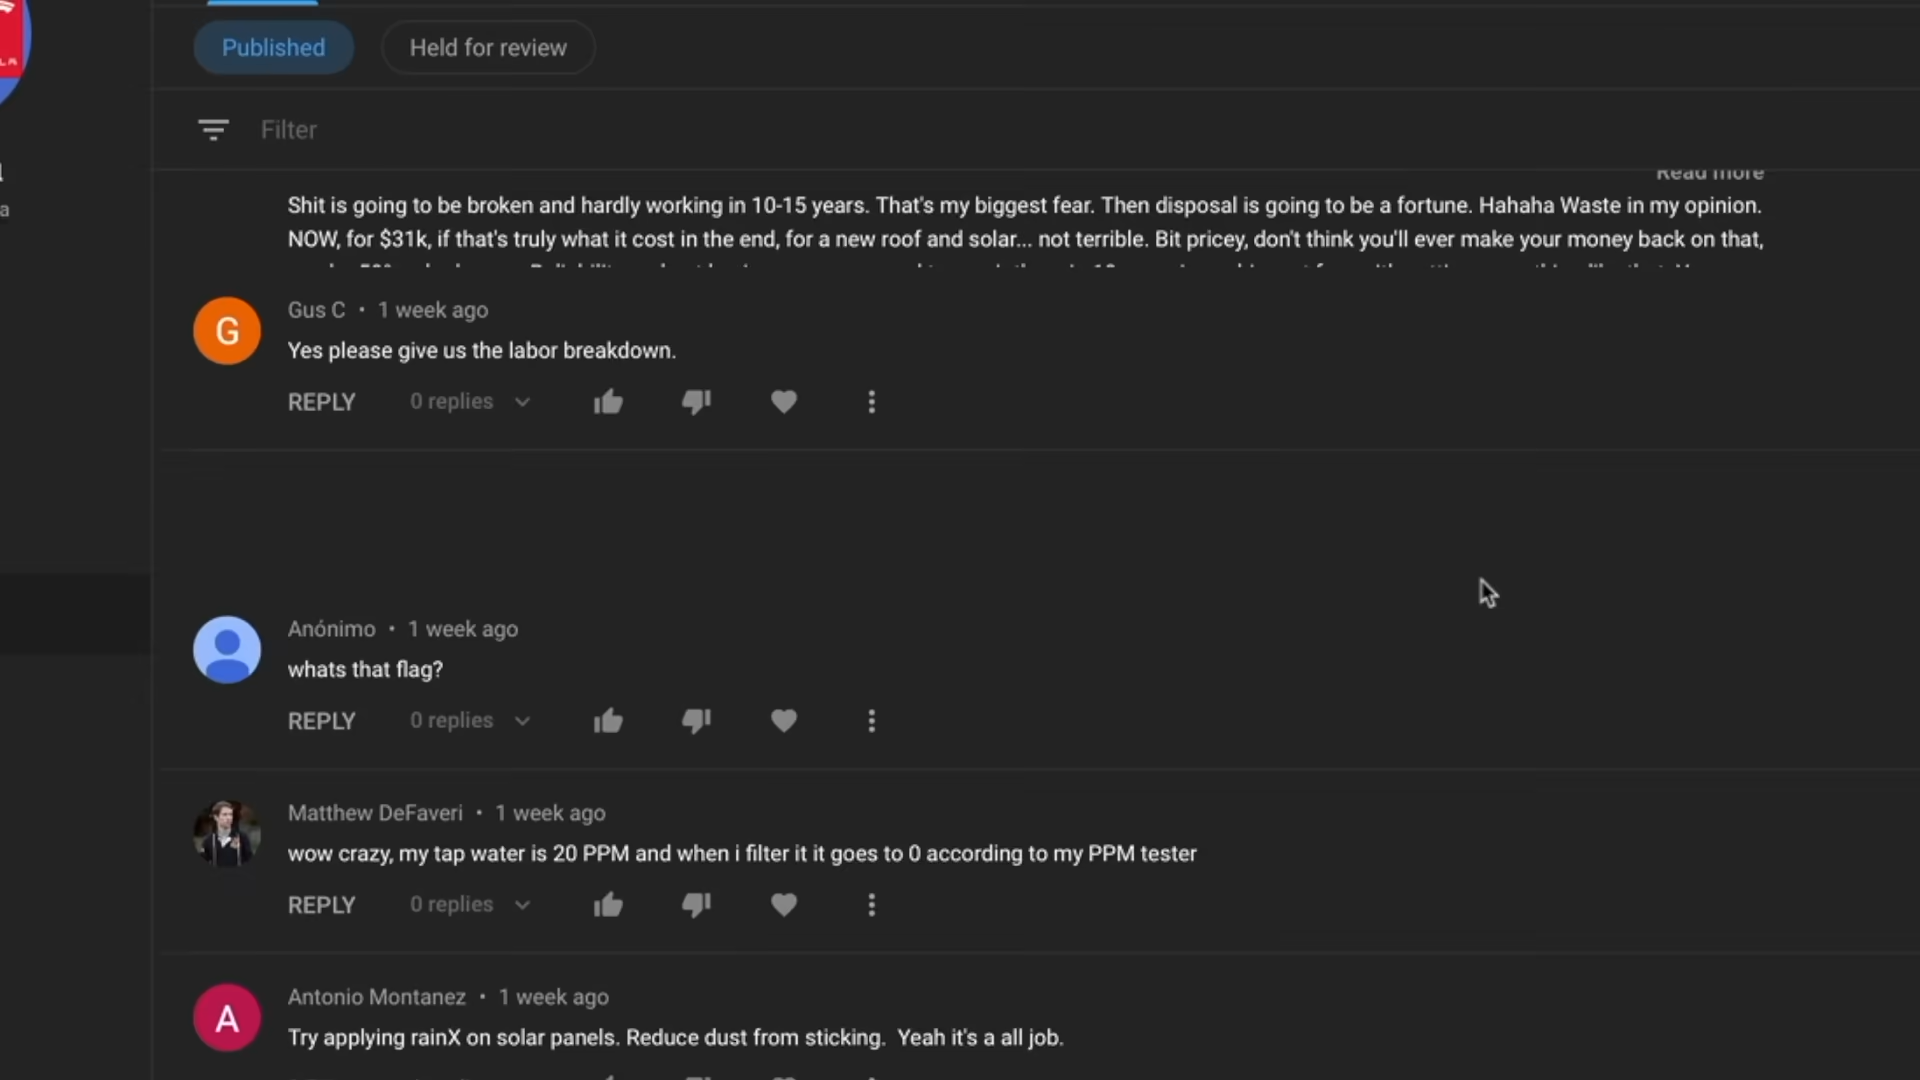 Published
Held for review
Filter
Read more
Shit is going to be broken and hardly working in 10-15 years. That's my biggest fear. Then disposal is going to be a fortune. Hahaha Waste in my opinion.
NOW, for $31k, if that's truly what it cost in the end, for a new roof and solar... not terrible. Bit pricey, don't think you'll ever make your money back on that,
G
Gus C • 1 week ago
Yes please give us the labor breakdown.
REPLY 0 replies
Anónimo • 1 week ago
whats that flag?
REPLY 0 replies
Matthew DeFaveri • 1 week ago
wow crazy, my tap water is 20 PPM and when i filter it it goes to 0 according to my PPM tester
REPLY 0 replies
A
Antonio Montanez • 1 week ago
Try applying rainX on solar panels. Reduce dust from sticking.  Yeah it's a all job.